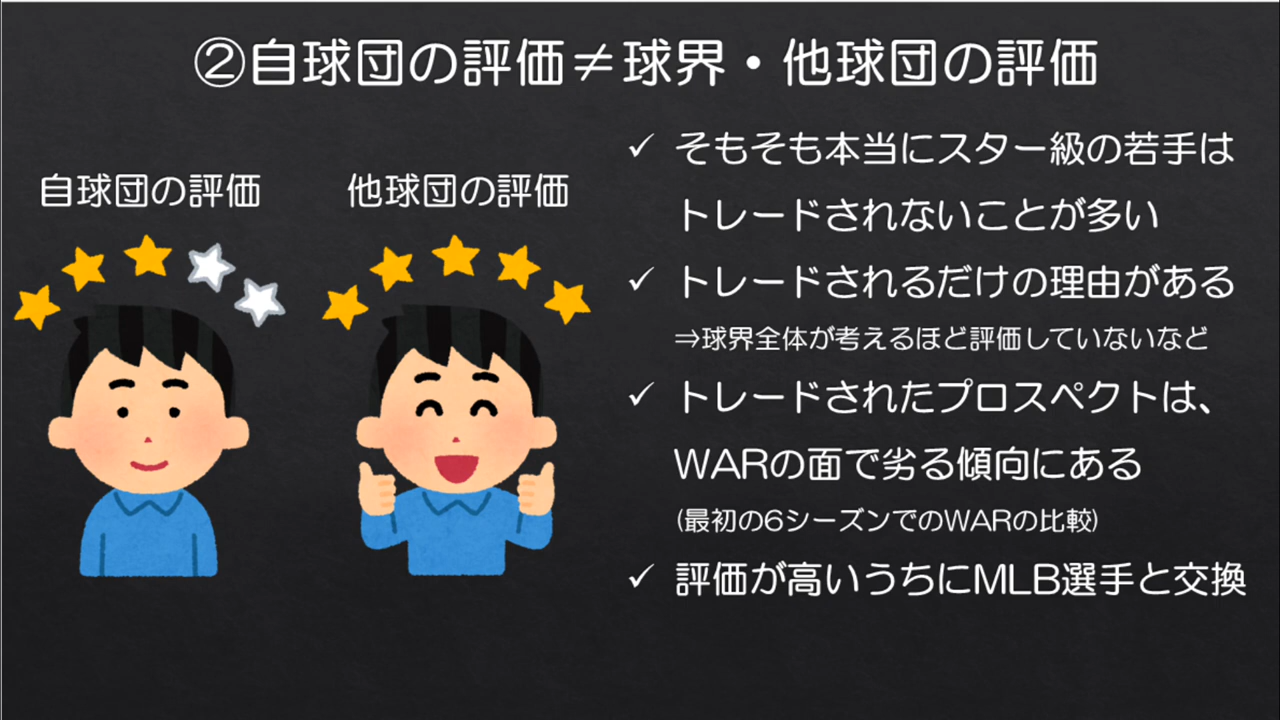 ②自球団の評価≠球界・他球団の評価
自球団の評価
他球団の評価
✓ そもそも本当にスター級の若手は
トレードされないことが多い
✓ トレードされるだけの理由がある
⇒球界全体が考えるほど評価していないなど
✓ トレードされたプロスペクトは、
WARの面で劣る傾向にある
(最初の6シーズンでのWARの比較)
✓ 評価が高いうちにMLB選手と交換